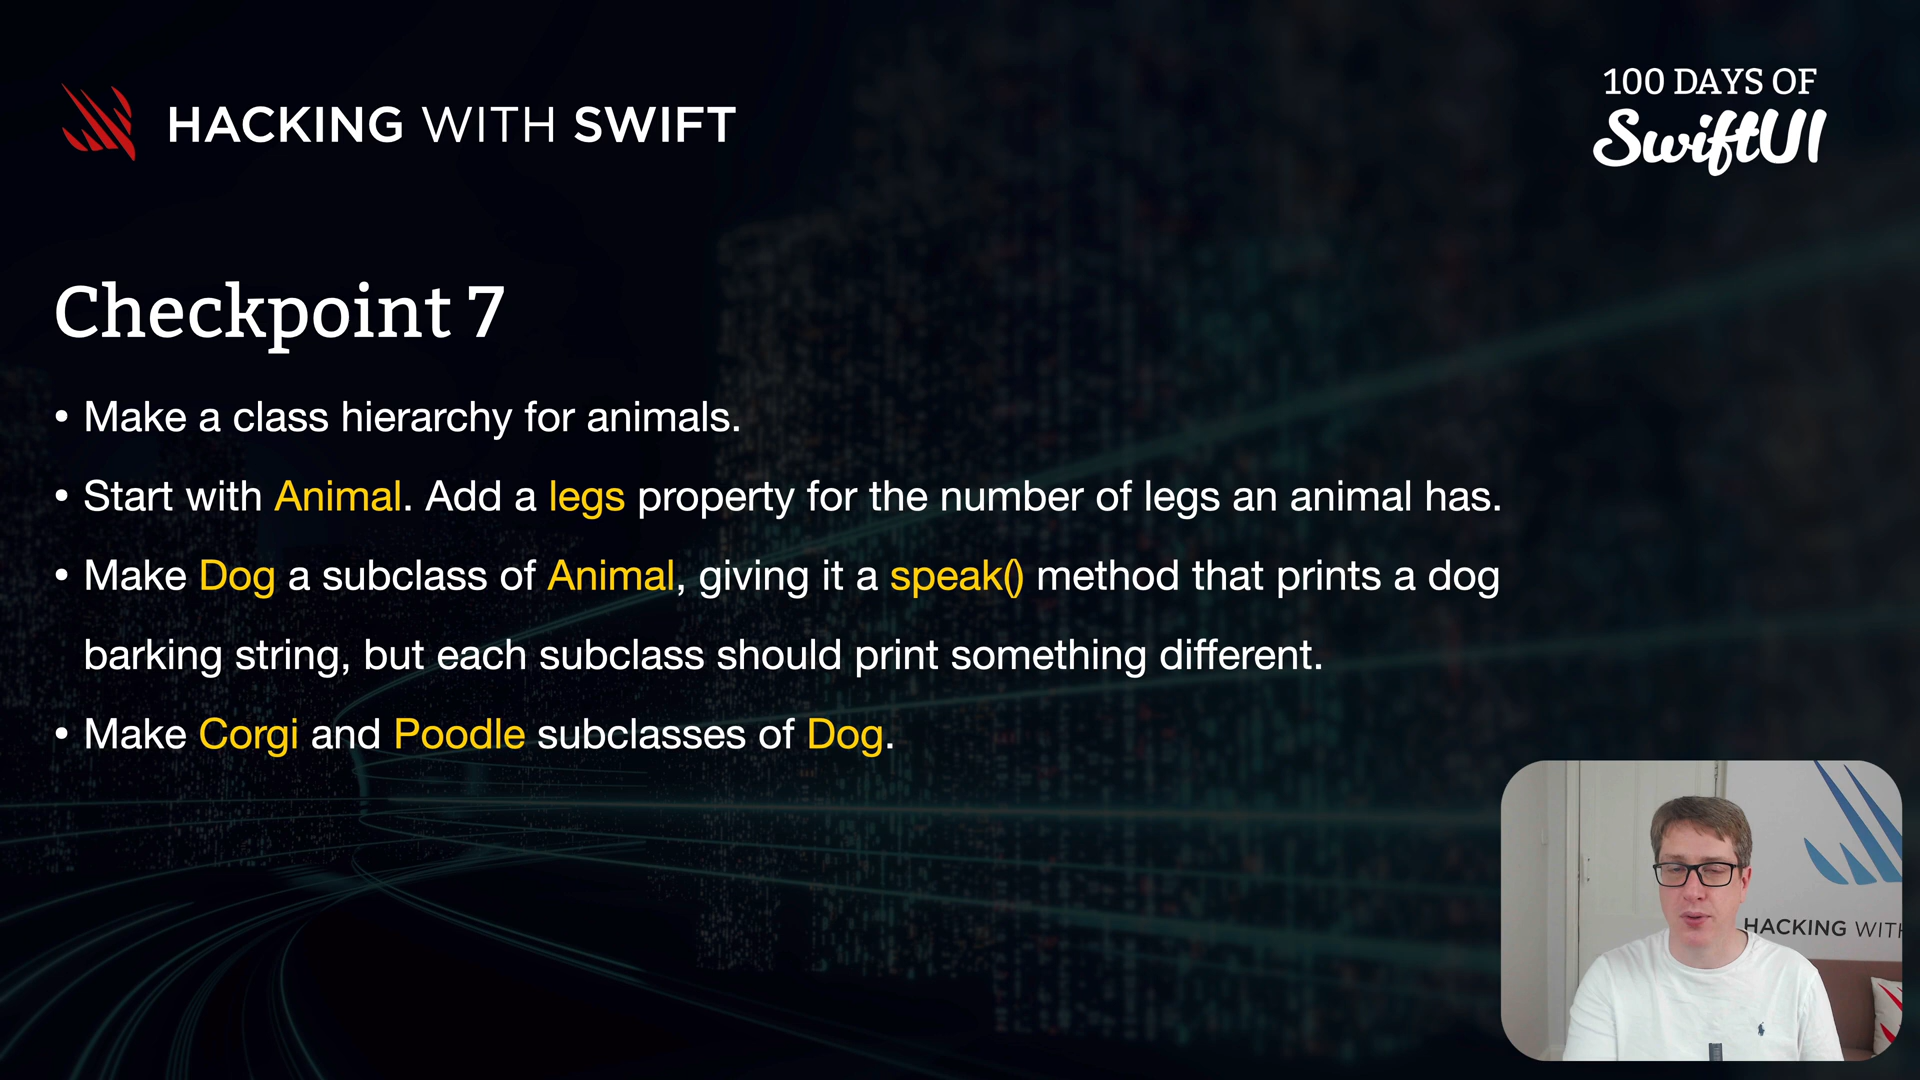 HACKING WITH SWIFT
100 DAYS OF
SwiftUI
Checkpoint 7
• Make a class hierarchy for animals.
• Start with Animal. Add a legs property for the number of legs an animal has.
• Make Dog a subclass of Animal, giving it a speak() method that prints a dog
barking string, but each subclass should print something different.
• Make Corgi and Poodle subclasses of Dog.
HACKING WITH